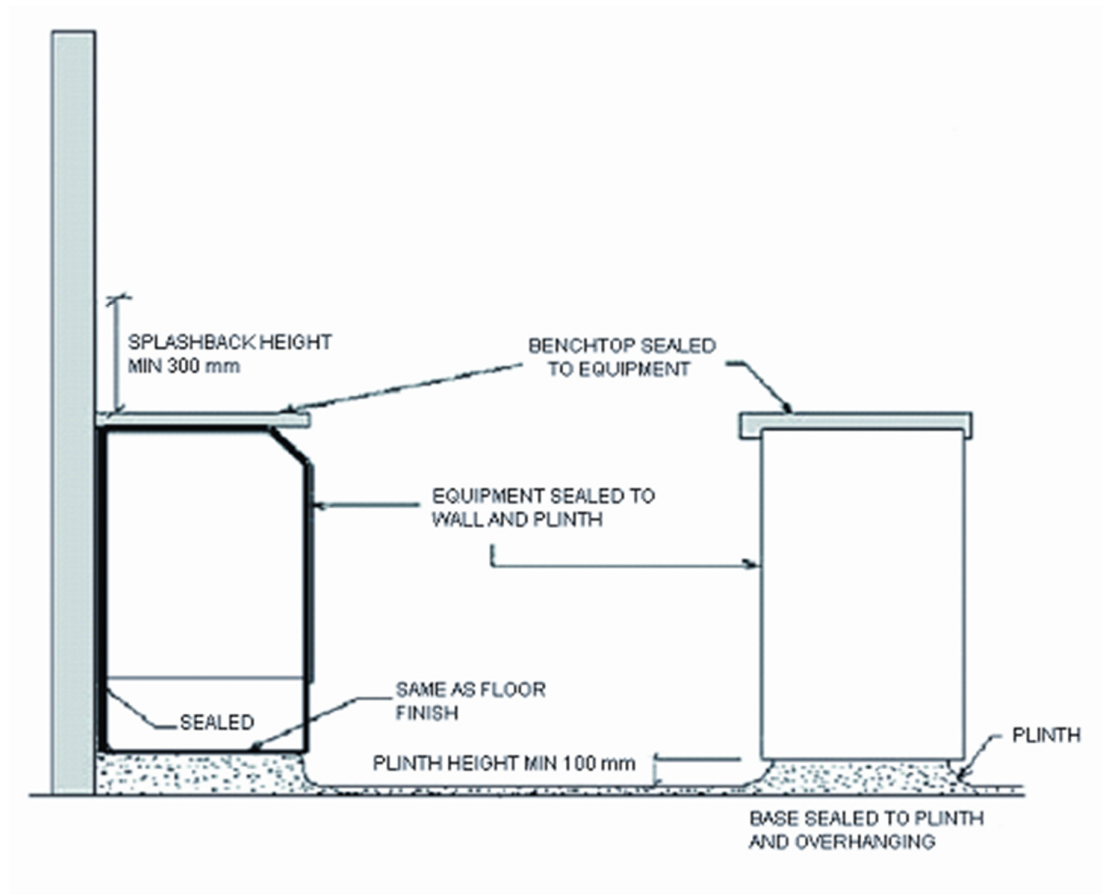 SPLASHBACK HEIGHT
MIN 300 mm
BENCHTOP SEALED
TO EQUIPMENT
EQUIPMENT SEALED TO
WALL AND PLINTH
SAME AS FLOOR
FINISH
SEALED
PLINTH HEIGHT MIN 100 mm
PLINTH
BASE SEALED TO PLINTH
AND OVERHANGING